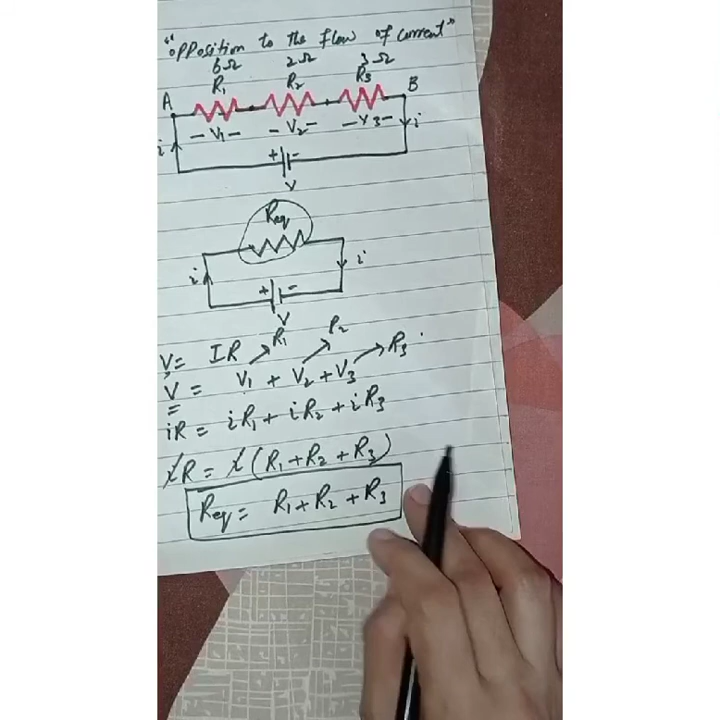 "opposition to the flow of current"
6Ω 2Ω 3Ω
R₁ R₂ R₃
A B
-V₁- -V₂- -V₃-
i i
+ -
V
Req
i i
+ -
V
V = IR R₁ R₂ R₃
V = V₁ + V₂ + V₃
=
iR = iR₁ + iR₂ + iR₃
iR = i (R₁ + R₂ + R₃)
Req = R₁ + R₂ + R₃